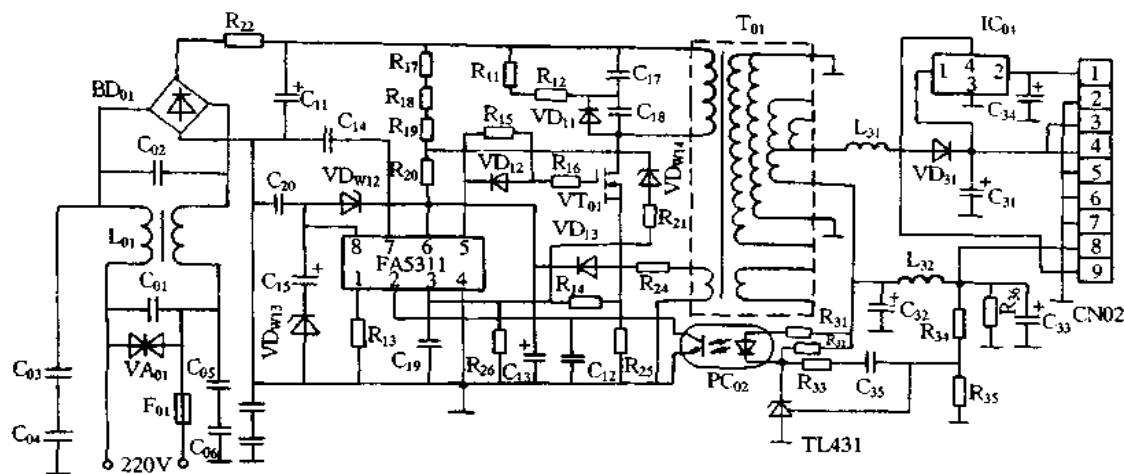 R22
T01
IC04
BD01
C11
R17
R18
R19
R20
R11
R12
C17
C18
VD11
R15
VD12
R16
VT01
VDW14
R21
1
4
2
3
C34
L31
VD31
C31
1
2
3
4
5
6
7
8
9
CN02
C14
C02
C20
VDW12
L01
C01
8
7
6
5
FA5311
1
2
3
4
C15
VDW13
VD13
R24
R14
R13
C19
R26
C13
C12
R25
PC02
R31
R32
R33
C35
TL431
L32
C32
R34
R35
R36
C33
VA01
F01
C03
C04
C05
C06
220V
+
+
+
+
+
+
+